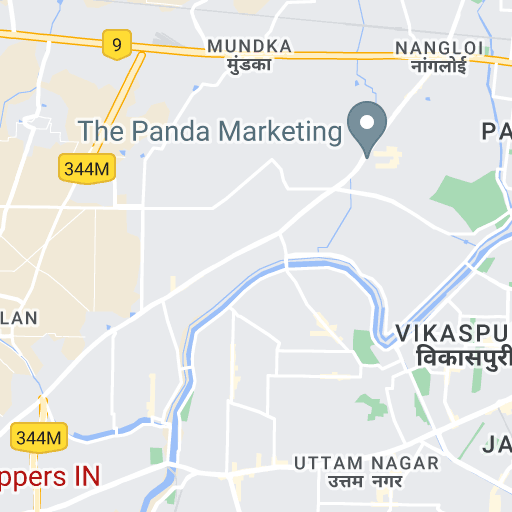 9
MUNDKA
मुंडका
NANGLOI
नांगलोई
The Panda Marketing
PA
344M
LAN
VIKASPU
विकासपुरी
344M
JA
UTTAM NAGAR
उत्तम नगर
ppers IN